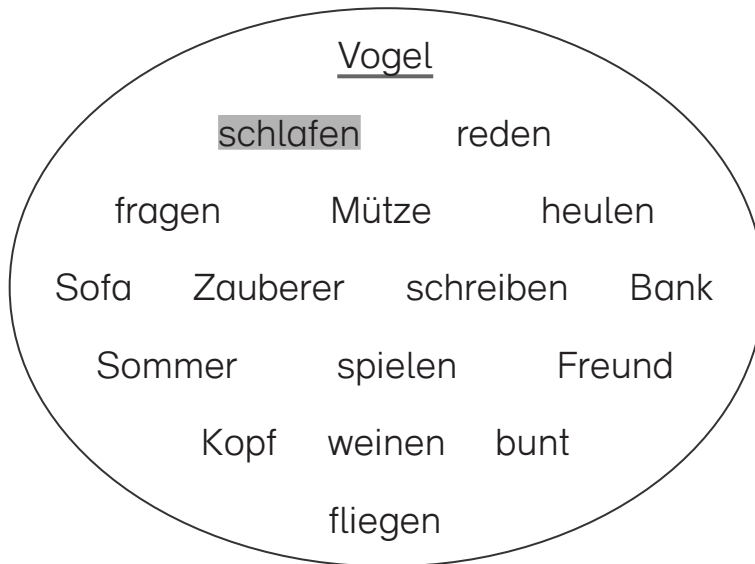 Vogel
schlafen reden
fragen Mütze heulen
Sofa Zauberer schreiben Bank
Sommer spielen Freund
Kopf weinen bunt
fliegen